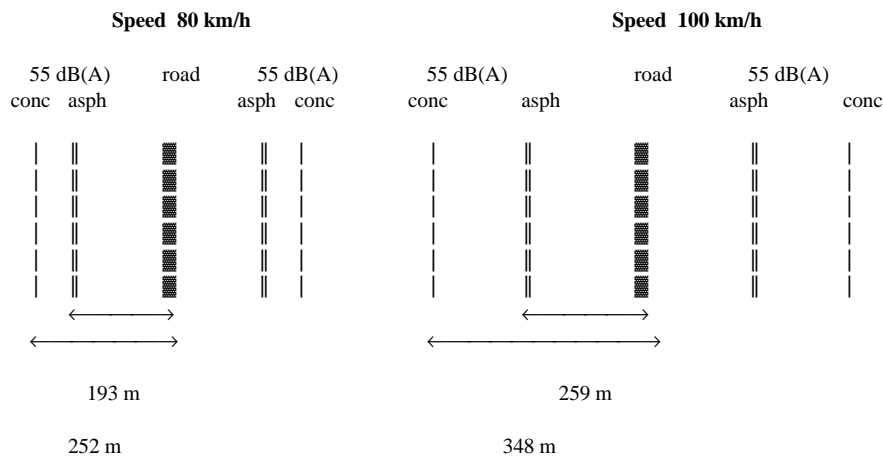 Speed 80 km/h Speed 100 km/h
55 dB(A) road 55 dB(A) 55 dB(A) road 55 dB(A)
conc asph asph conc conc asph asph conc
193 m 259 m
252 m 348 m